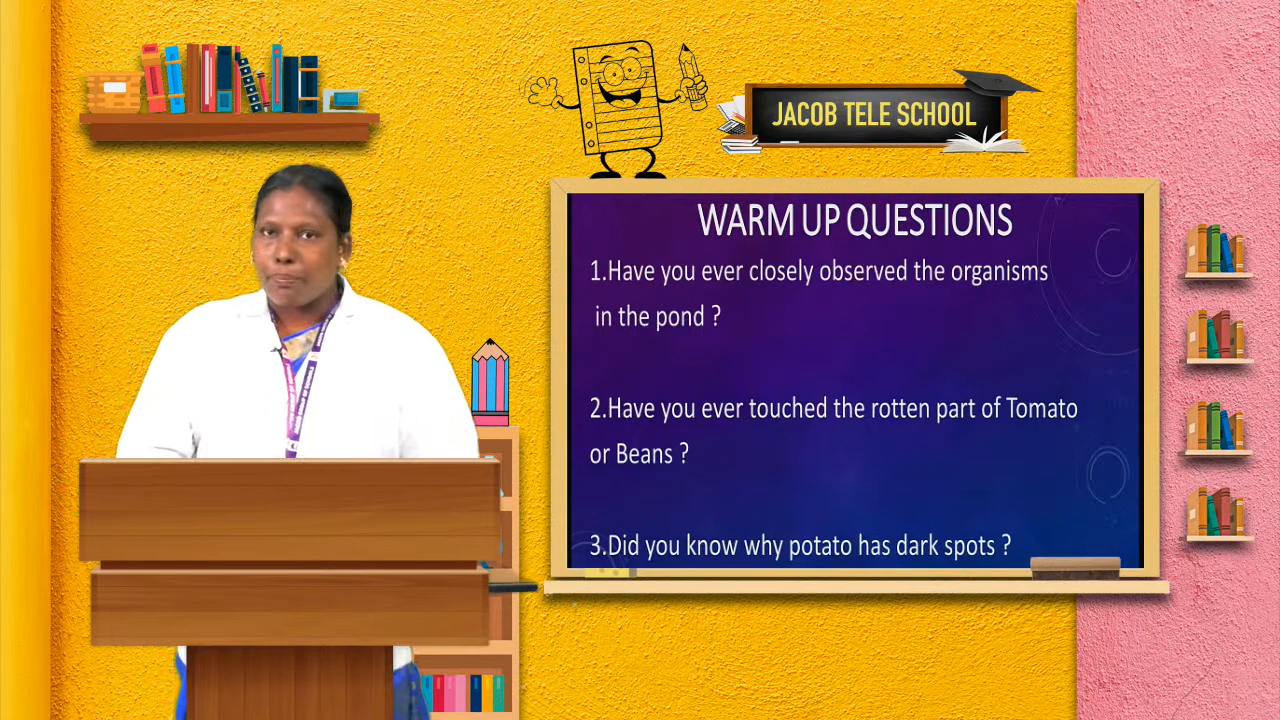 JACOB TELE SCHOOL
WARM UP QUESTIONS
1.Have you ever closely observed the organisms
in the pond ?
2.Have you ever touched the rotten part of Tomato
or Beans ?
3.Did you know why potato has dark spots ?